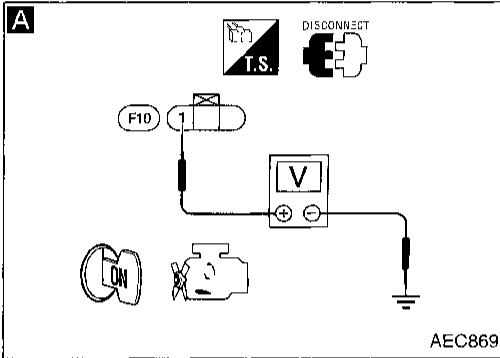 A
DISCONNECT
T.S.
F10
1
V
+ −
ON
AEC869